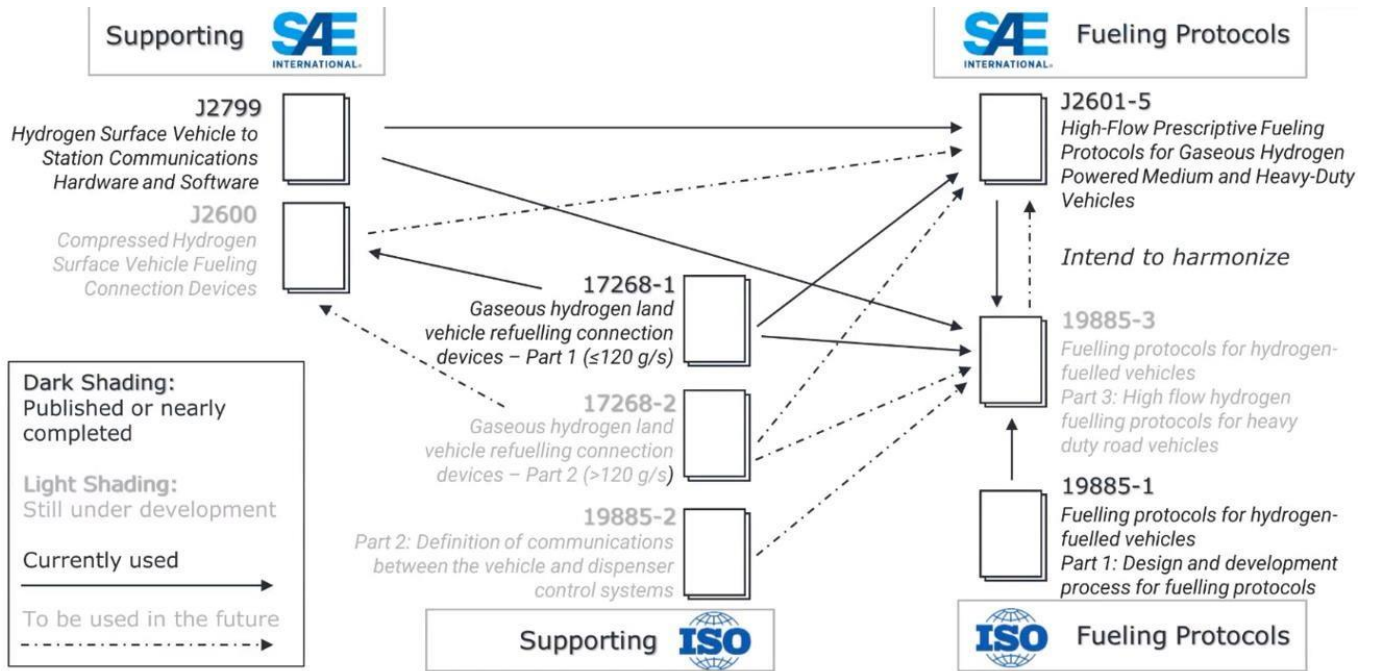 Supporting
SAE
INTERNATIONAL®
SAE
INTERNATIONAL®
Fueling Protocols
J2799
Hydrogen Surface Vehicle to
Station Communications
Hardware and Software
J2600
Compressed Hydrogen
Surface Vehicle Fueling
Connection Devices
J2601-5
High-Flow Prescriptive Fueling
Protocols for Gaseous Hydrogen
Powered Medium and Heavy-Duty
Vehicles
Intend to harmonize
17268-1
Gaseous hydrogen land
vehicle refuelling connection
devices – Part 1 (≤120 g/s)
17268-2
Gaseous hydrogen land
vehicle refuelling connection
devices – Part 2 (>120 g/s)
19885-2
Part 2: Definition of communications
between the vehicle and dispenser
control systems
19885-3
Fuelling protocols for hydrogen-
fuelled vehicles
Part 3: High flow hydrogen
fuelling protocols for heavy
duty road vehicles
19885-1
Fuelling protocols for hydrogen-
fuelled vehicles
Part 1: Design and development
process for fuelling protocols
Dark Shading:
Published or nearly
completed
Light Shading:
Still under development
Currently used
To be used in the future
Supporting
ISO
ISO
Fueling Protocols